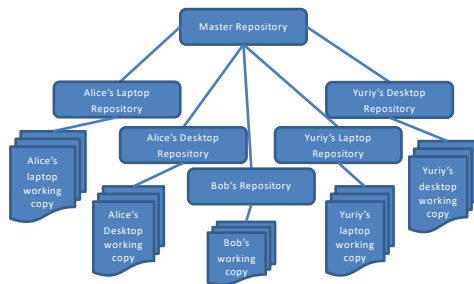 Master Repository
Alice's Laptop
Repository
Yuriy's Desktop
Repository
Alice's Desktop
Repository
Yuriy's Laptop
Repository
Bob's Repository
Alice's
laptop
working
copy
Alice's
Desktop
working
copy
Bob's
working
copy
Yuriy's
laptop
working
copy
Yuriy's
desktop
working
copy